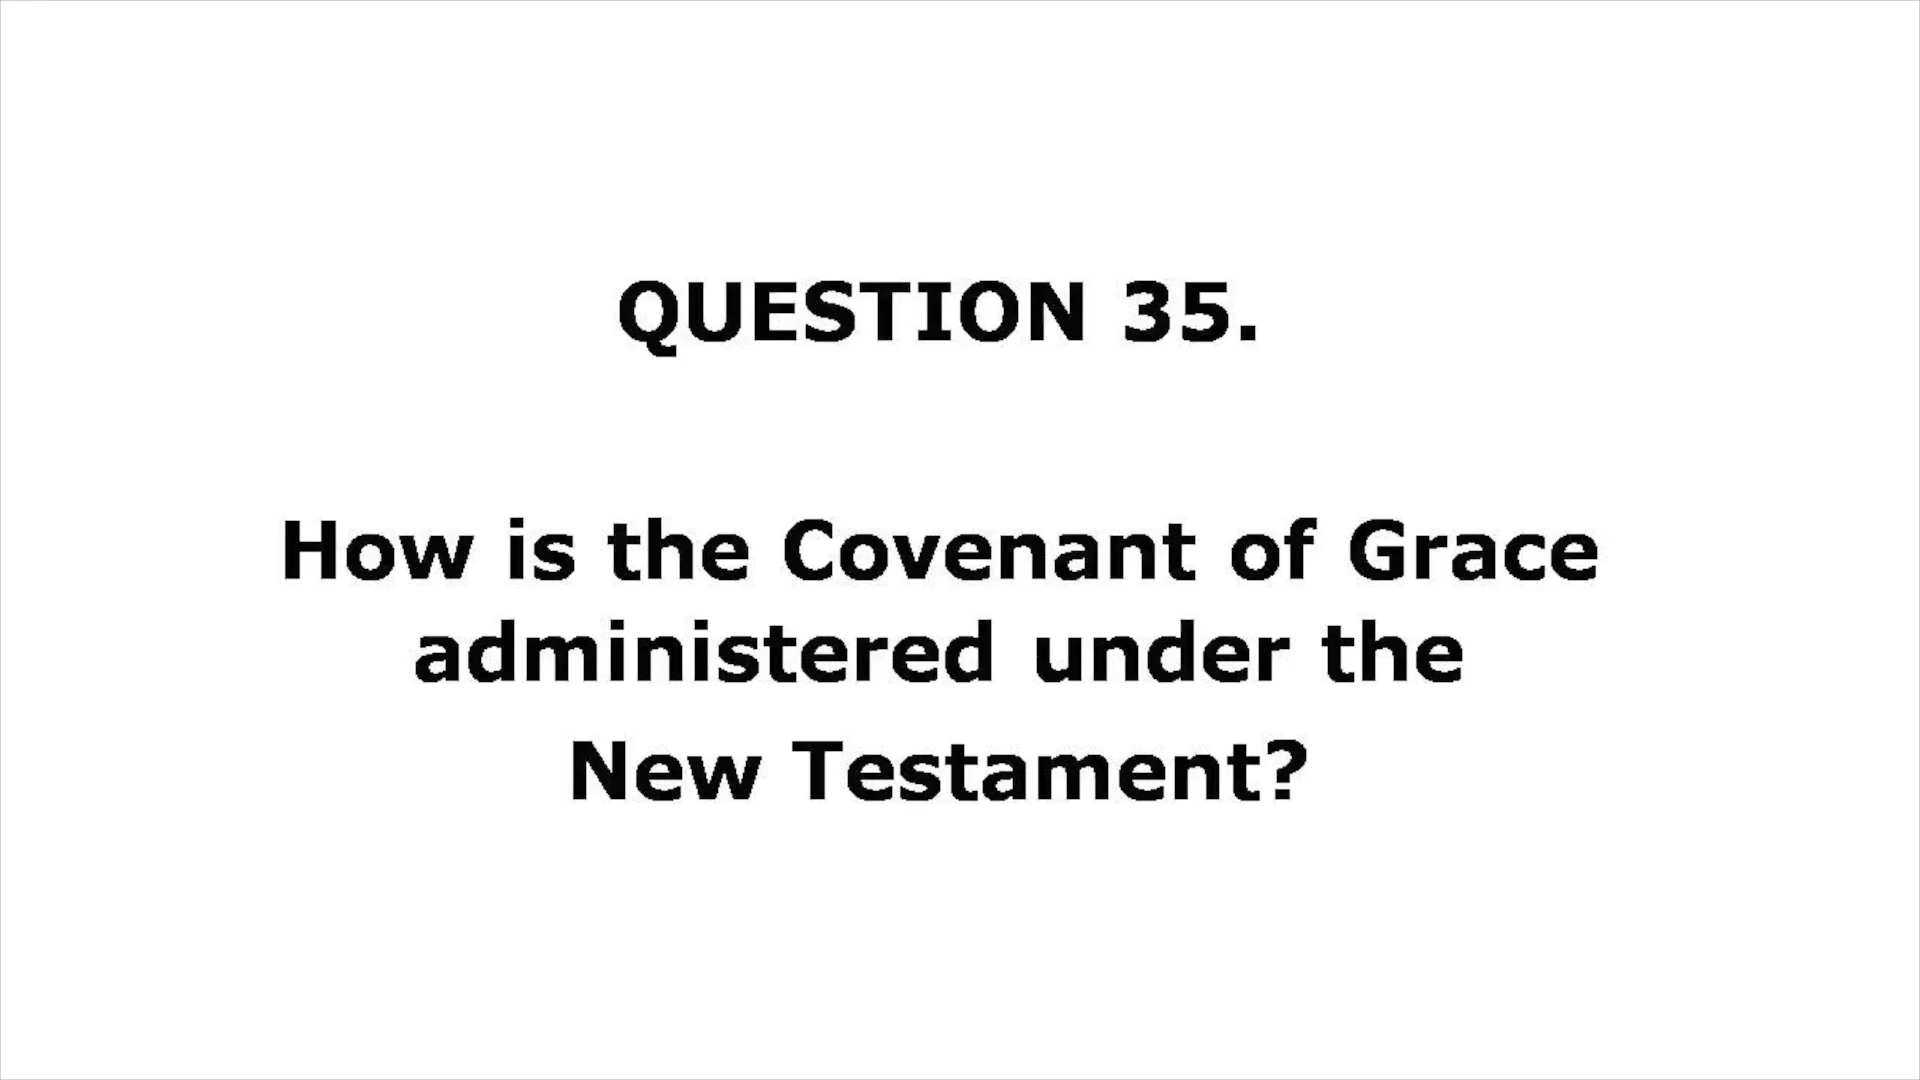 QUESTION 35.
How is the Covenant of Grace
administered under the
New Testament?